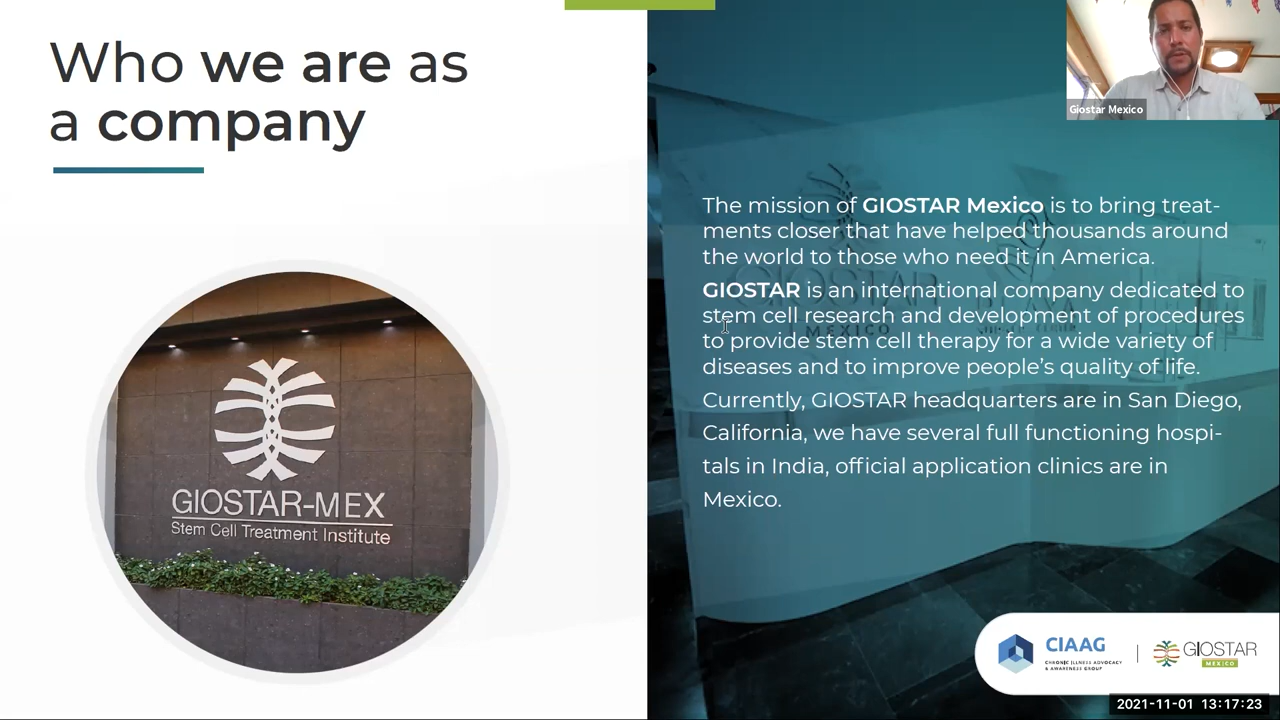 Who we are as
a company
Giostar Mexico
The mission of GIOSTAR Mexico is to bring treat-
ments closer that have helped thousands around
the world to those who need it in America.
GIOSTAR is an international company dedicated to
stem cell research and development of procedures
to provide stem cell therapy for a wide variety of
diseases and to improve people's quality of life.
Currently, GIOSTAR headquarters are in San Diego,
California, we have several full functioning hospi-
tals in India, official application clinics are in
Mexico.
GIOSTAR-MEX
Stem Cell Treatment Institute
CIAAG
CHRONIC ILLNESS ADVOCACY
& AWARENESS GROUP
GIOSTAR
MEXICO
2021-11-01 13:17:23